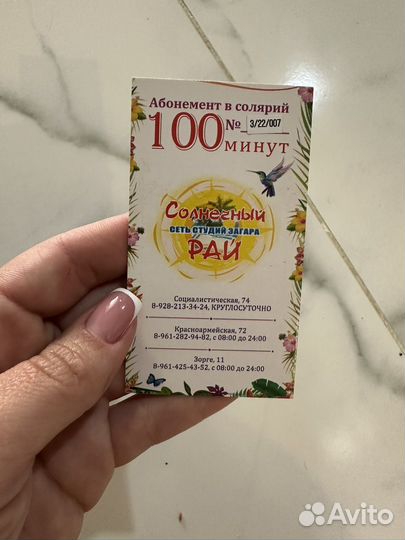 Абонемент в солярий
100 № 3/22/007
минут
Солнечный
СЕТЬ СТУДИЙ ЗАГАРА
РАЙ
Социалистическая, 74
8-928-213-34-24, КРУГЛОСУТОЧНО
Красноармейская, 72
8-961-282-94-82, с 08:00 до 24:00
Зорге, 11
8-961-425-43-52, с 08:00 до 24:00
Avito